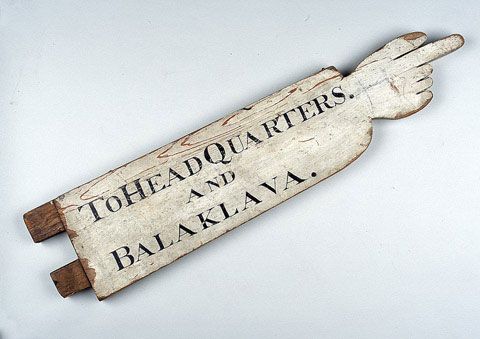 TO HEAD QUARTERS.
AND
BALAKLAVA.